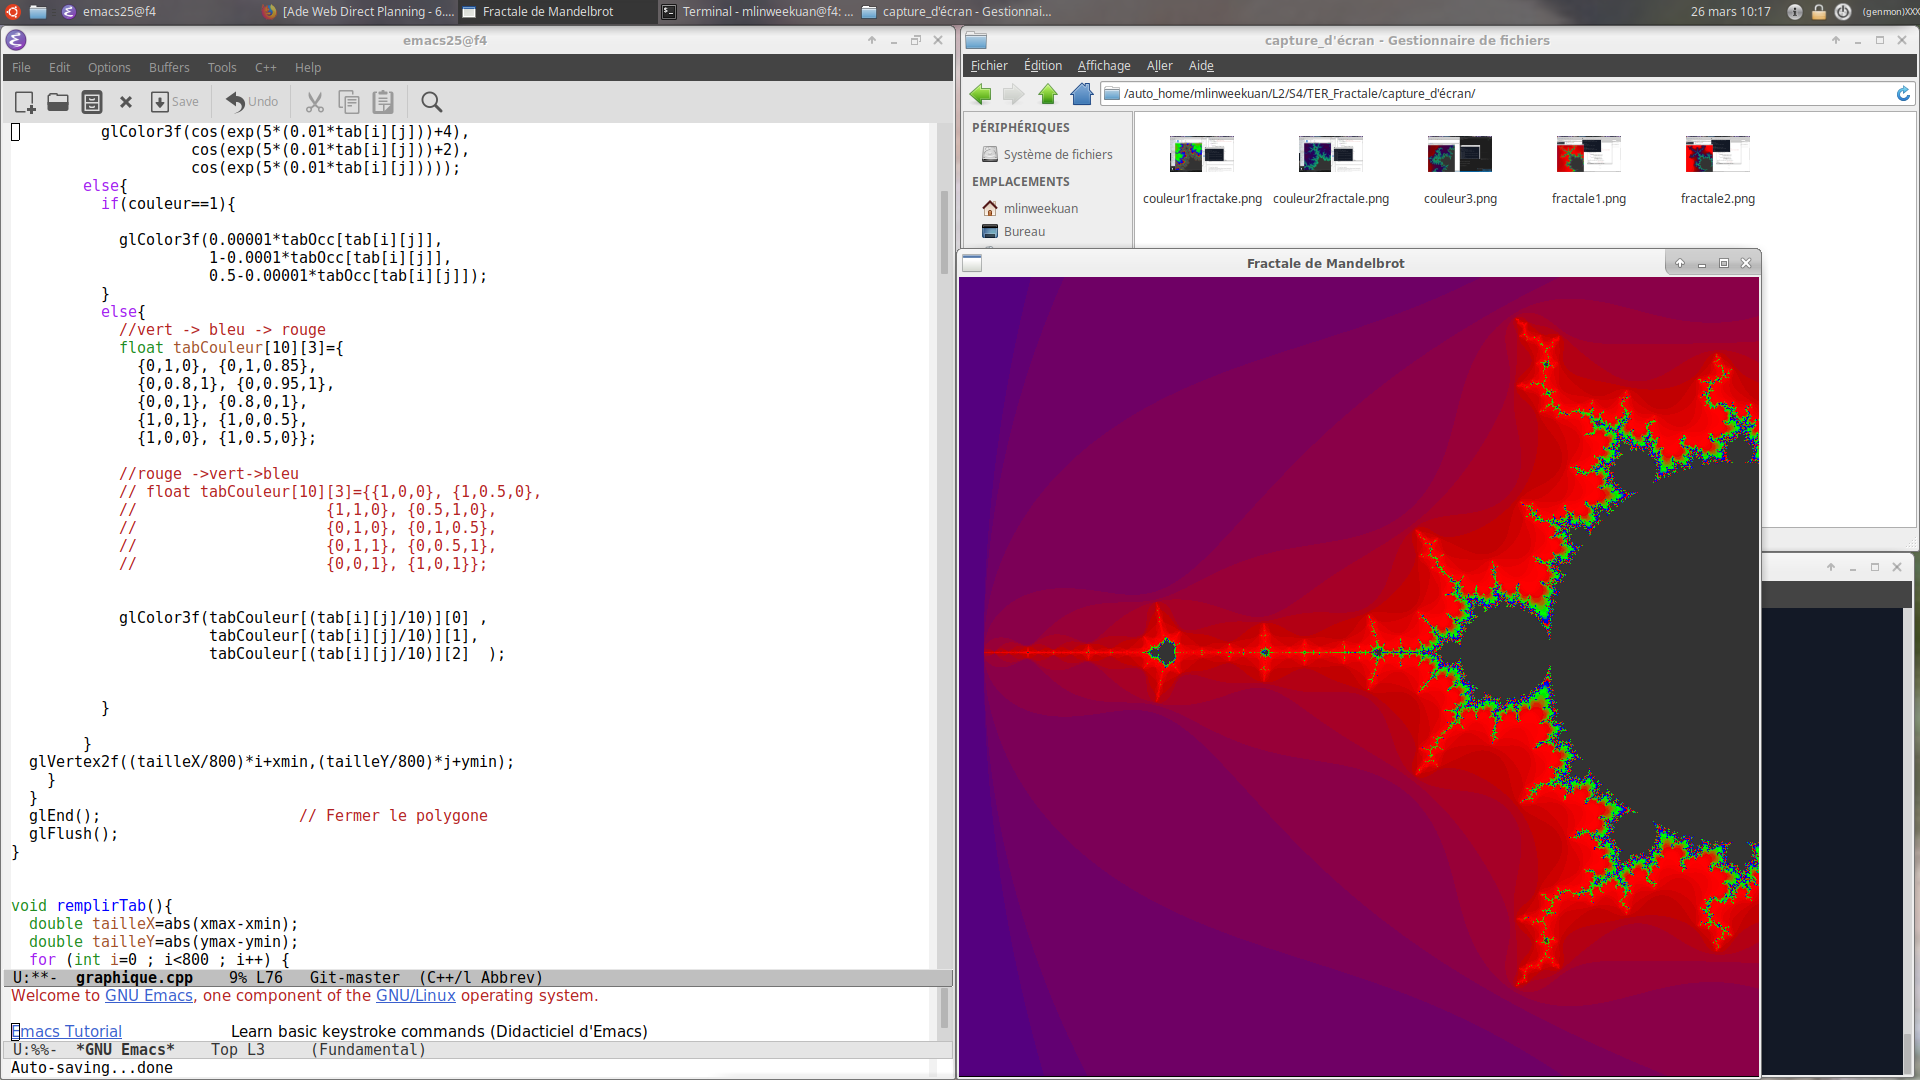 emacs25@f4
[Ade Web Direct Planning - 6....
Fractale de Mandelbrot
Terminal - mlinweekuan@f4: ...
capture_d'écran - Gestionnai...
26 mars 10:17
(genmon)XXX
emacs25@f4
File Edit Options Buffers Tools C++ Help
Save Undo
glColor3f(cos(exp(5*(0.01*tab[i][j]))+4),
cos(exp(5*(0.01*tab[i][j]))+2),
cos(exp(5*(0.01*tab[i][j]))));
else{
if(couleur==1){
glColor3f(0.00001*tabOcc[tab[i][j]],
1-0.0001*tabOcc[tab[i][j]],
0.5-0.00001*tabOcc[tab[i][j]]);
}
else{
//vert -> bleu -> rouge
float tabCouleur[10][3]={
{0,1,0}, {0,1,0.85},
{0,0.8,1}, {0,0.95,1},
{0,0,1}, {0.8,0,1},
{1,0,1}, {1,0,0.5},
{1,0,0}, {1,0.5,0}};
//rouge ->vert->bleu
// float tabCouleur[10][3]={{1,0,0}, {1,0.5,0},
// {1,1,0}, {0.5,1,0},
// {0,1,0}, {0,1,0.5},
// {0,1,1}, {0,0.5,1},
// {0,0,1}, {1,0,1}};
glColor3f(tabCouleur[(tab[i][j]/10)][0] ,
tabCouleur[(tab[i][j]/10)][1],
tabCouleur[(tab[i][j]/10)][2] );
}
}
glVertex2f((tailleX/800)*i+xmin,(tailleY/800)*j+ymin);
}
}
glEnd(); // Fermer le polygone
glFlush();
}
void remplirTab(){
double tailleX=abs(xmax-xmin);
double tailleY=abs(ymax-ymin);
for (int i=0 ; i<800 ; i++) {
U:**- graphique.cpp 9% L76 Git-master (C++/l Abbrev)
Welcome to GNU Emacs, one component of the GNU/Linux operating system.
Emacs Tutorial Learn basic keystroke commands (Didacticiel d'Emacs)
U:%%- *GNU Emacs* Top L3 (Fundamental)
Auto-saving...done
capture_d'écran - Gestionnaire de fichiers
Fichier Édition Affichage Aller Aide
/auto_home/mlinweekuan/L2/S4/TER_Fractale/capture_d'écran/
PÉRIPHÉRIQUES
Système de fichiers
EMPLACEMENTS
mlinweekuan
Bureau
couleur1fractake.png couleur2fractale.png couleur3.png fractale1.png fractale2.png
Fractale de Mandelbrot